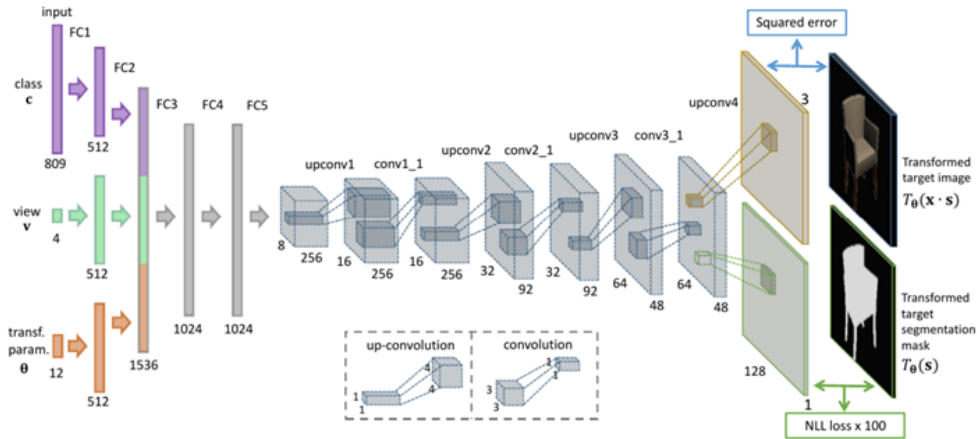 input
FC1
FC2
class
c
809
512
view
v
4
512
transf.
param.
θ
12
512
1536
FC3
FC4
FC5
1024
1024
8
256
upconv1
16
256
conv1_1
16
256
upconv2
32
92
conv2_1
32
92
upconv3
64
48
conv3_1
64
48
upconv4
3
128
1
Squared error
Transformed
target image
T_θ(x · s)
Transformed
target
segmentation
mask
T_θ(s)
NLL loss x 100
up-convolution
1
1
4
4
convolution
3
3
1
1